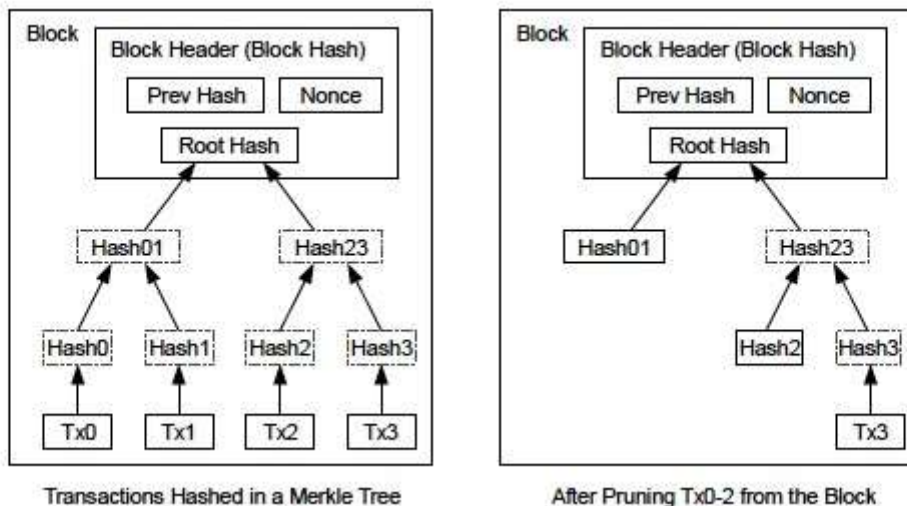 Block
Block Header (Block Hash)
Prev Hash
Nonce
Root Hash
Hash01
Hash23
Hash0
Hash1
Hash2
Hash3
Tx0
Tx1
Tx2
Tx3
Transactions Hashed in a Merkle Tree
Block
Block Header (Block Hash)
Prev Hash
Nonce
Root Hash
Hash01
Hash23
Hash2
Hash3
Tx3
After Pruning Tx0-2 from the Block